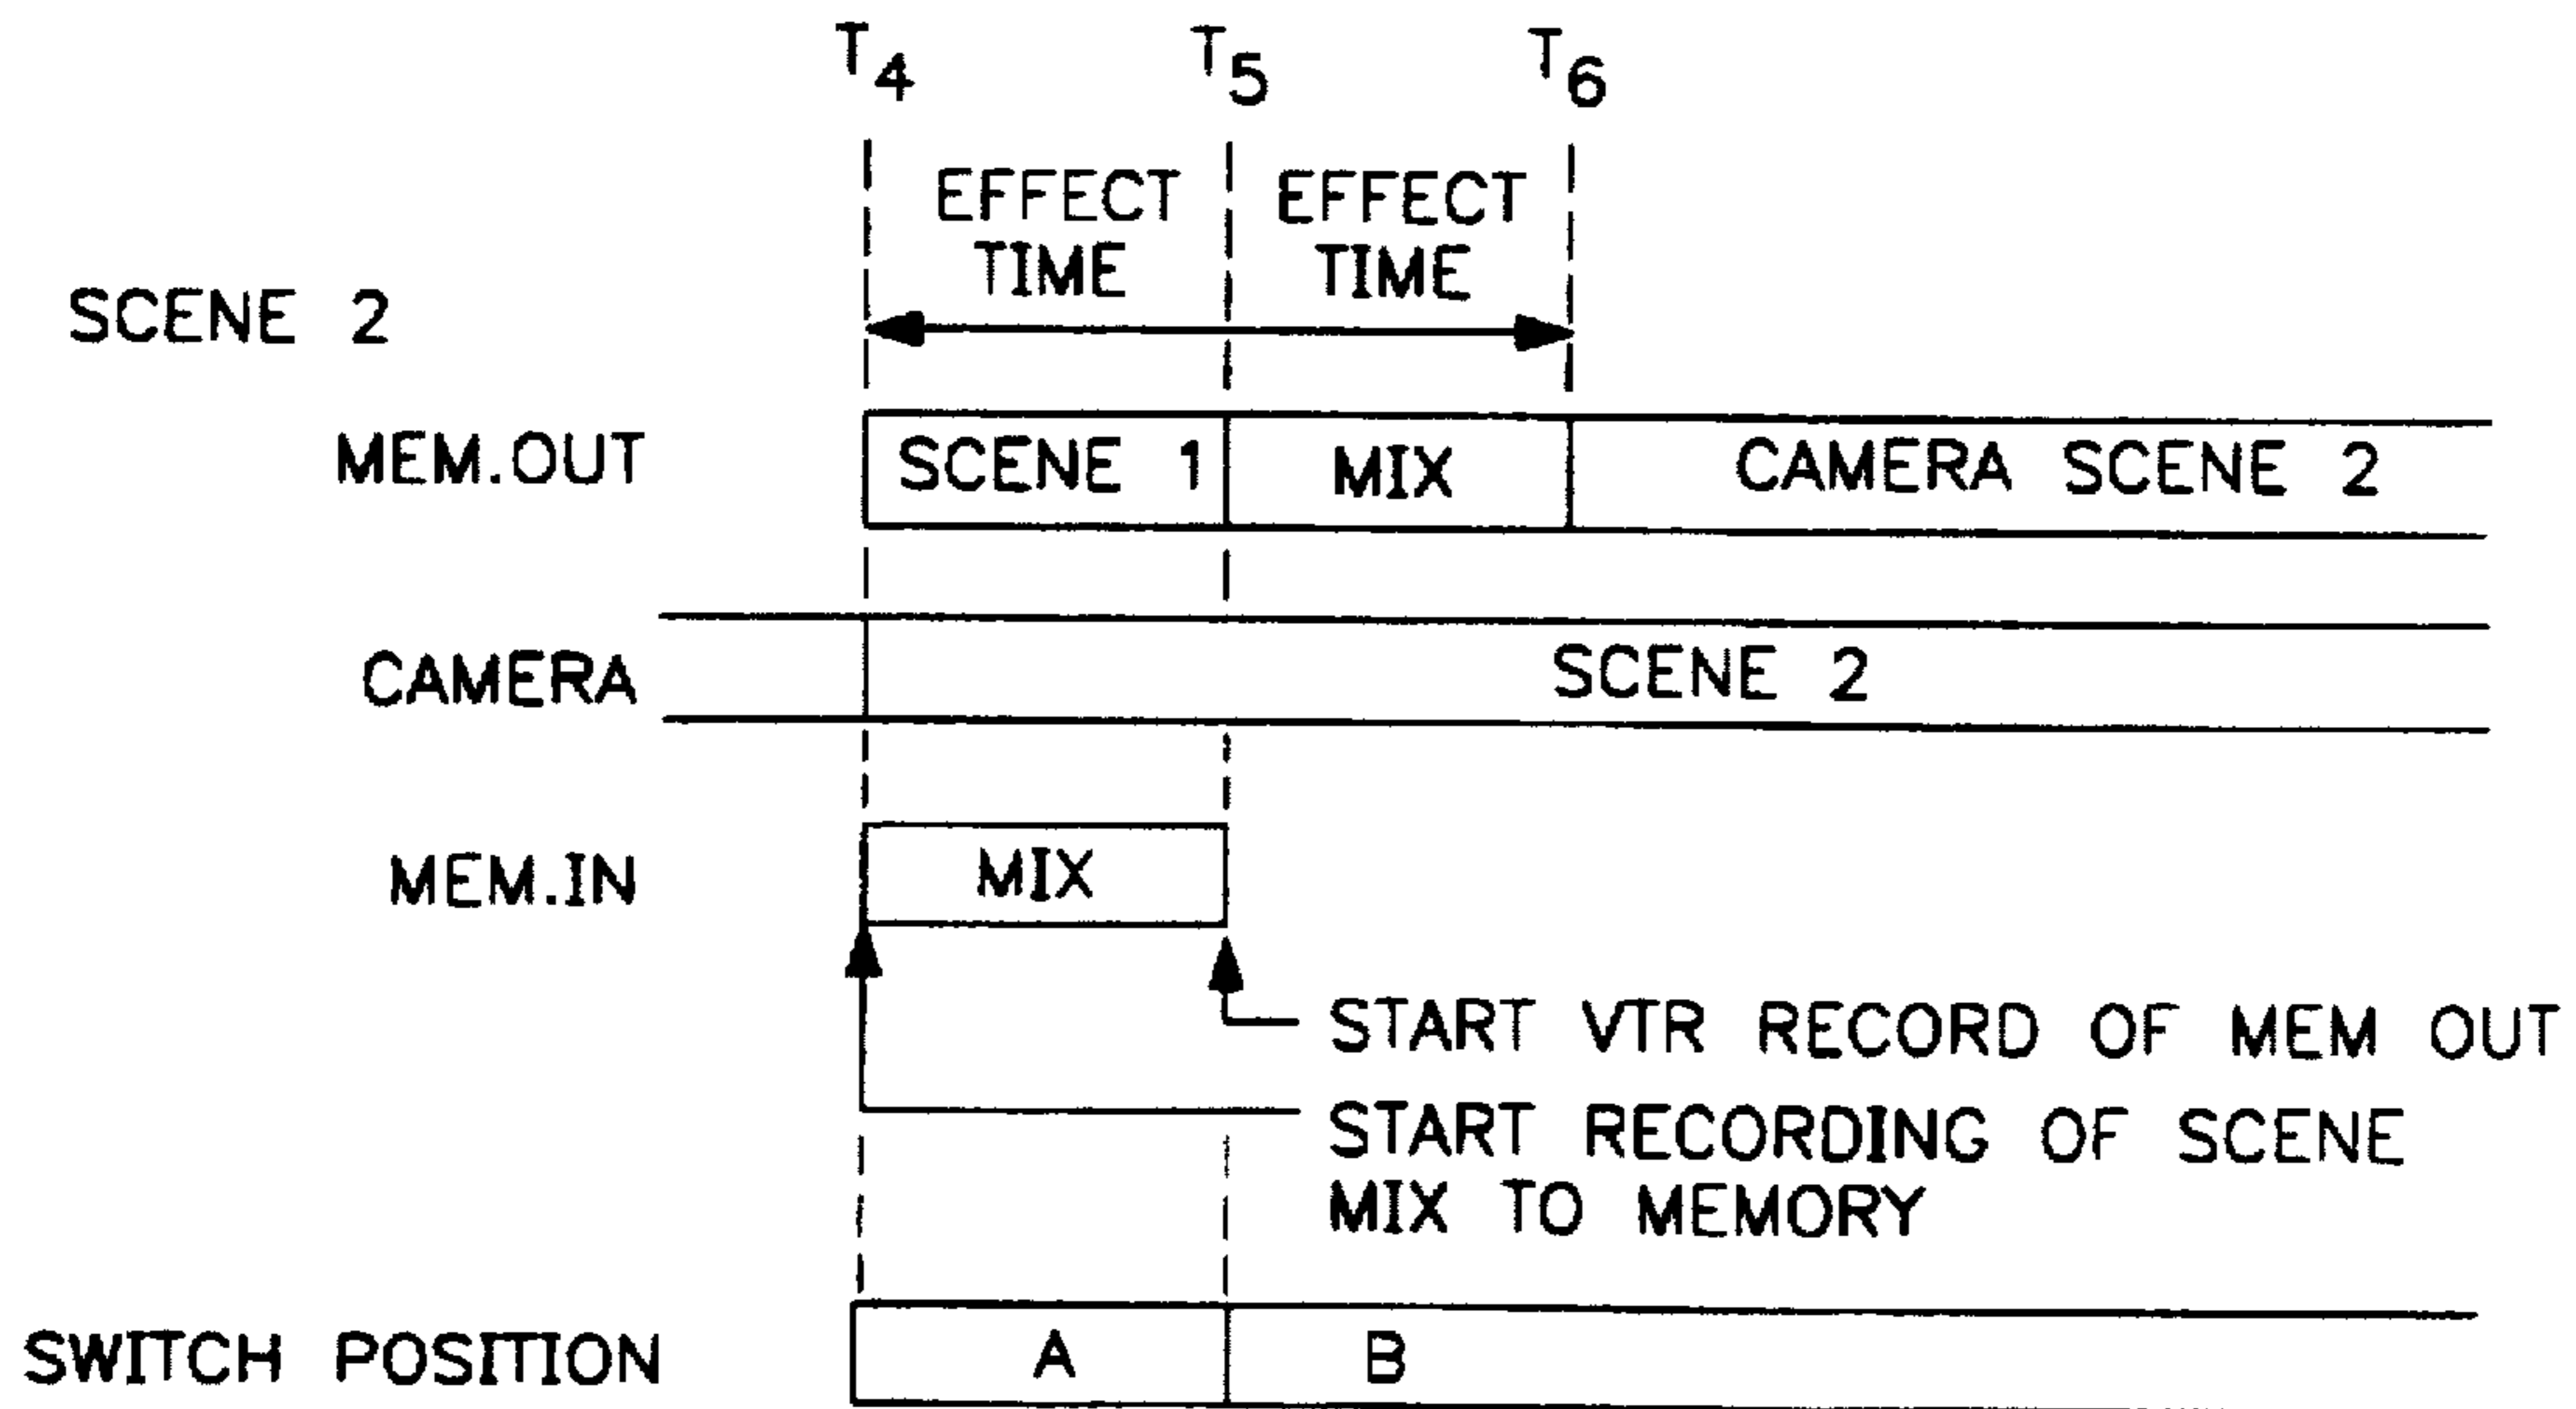 T4 T5 T6
EFFECT TIME EFFECT TIME
SCENE 2
MEM.OUT SCENE 1 MIX CAMERA SCENE 2
CAMERA SCENE 2
MEM.IN MIX
START VTR RECORD OF MEM OUT
START RECORDING OF SCENE
MIX TO MEMORY
SWITCH POSITION A B